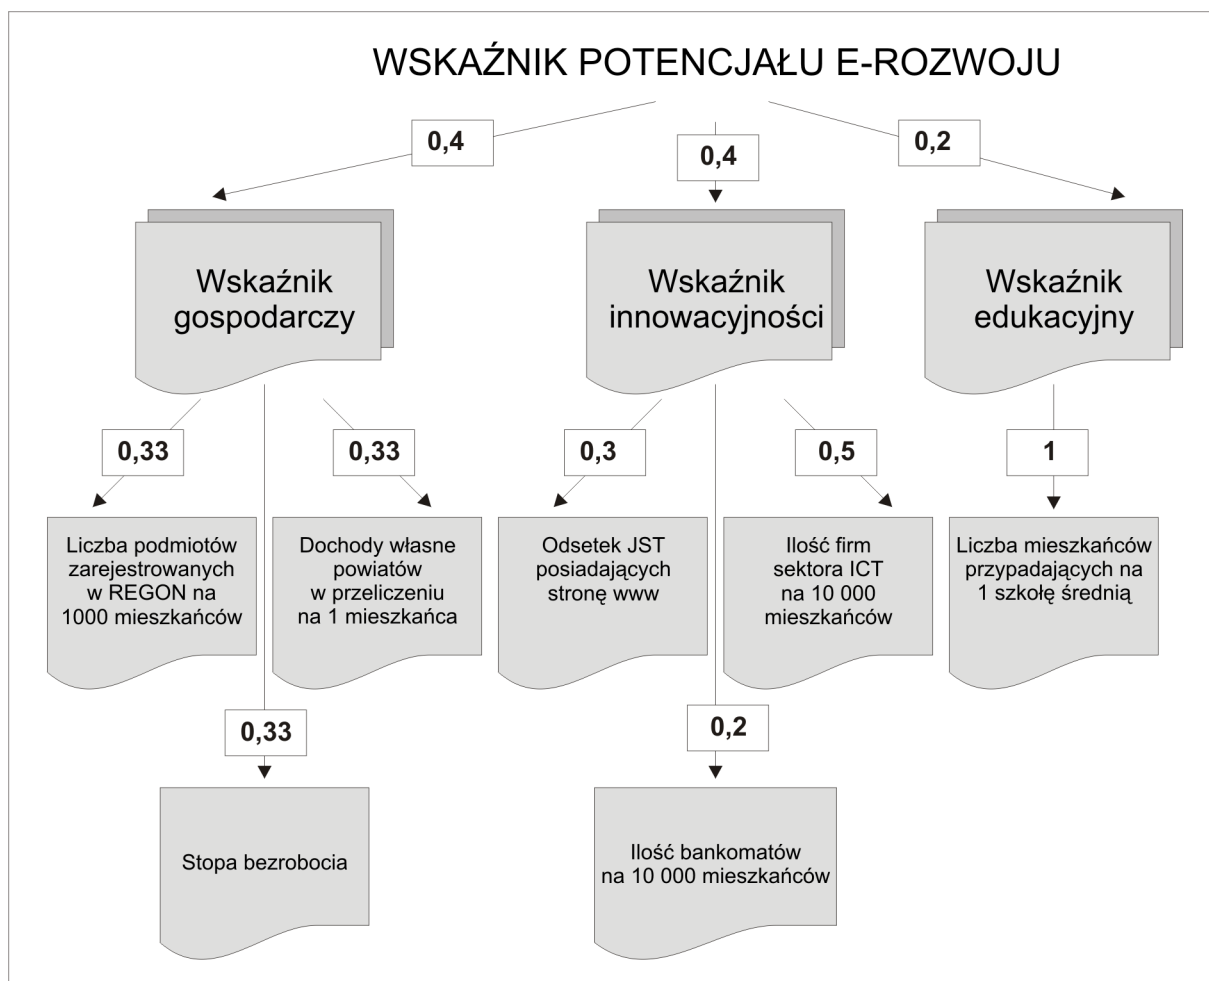 WSKAŹNIK POTENCJAŁU E-ROZWOJU
0,4
0,4
0,2
Wskaźnik
gospodarczy
Wskaźnik
innowacyjności
Wskaźnik
edukacyjny
0,33
0,33
0,3
0,5
1
Liczba podmiotów
zarejestrowanych
w REGON na
1000 mieszkańców
Dochody własne
powiatów
w przeliczeniu
na 1 mieszkańca
Odsetek JST
posiadających
stronę www
Ilość firm
sektora ICT
na 10 000
mieszkańców
Liczba mieszkańców
przypadających na
1 szkołę średnią
0,33
0,2
Stopa bezrobocia
Ilość bankomatów
na 10 000 mieszkańców